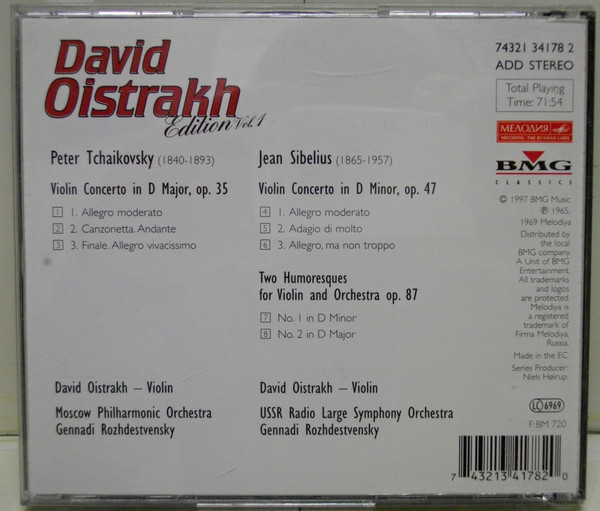 David
Oistrakh
Edition Vol.1
74321 34178 2
ADD STEREO
Total Playing
Time: 71:54
МЕЛОДИЯ
MELODIYA · THE RUSSIAN LABEL
BMG
CLASSICS
© 1997 BMG Music
℗ 1965,
1969 Melodiya
Distributed by
the local
BMG company.
A Unit of BMG
Entertainment.
All trademarks
and logos
are protected.
Melodiya is
a registered
trademark of
Firma Melodiya,
Russia.
Made in the EC
Series Producer:
Niels Høirup
LC 6969
F: BM 720
Peter Tchaikovsky (1840-1893)
Violin Concerto in D Major, op. 35
1 1. Allegro moderato
2 2. Canzonetta. Andante
3 3. Finale. Allegro vivacissimo
David Oistrakh – Violin
Moscow Philharmonic Orchestra
Gennadi Rozhdestvensky
Jean Sibelius (1865-1957)
Violin Concerto in D Minor, op. 47
4 1. Allegro moderato
5 2. Adagio di molto
6 3. Allegro, ma non troppo
Two Humoresques
for Violin and Orchestra op. 87
7 No. 1 in D Minor
8 No. 2 in D Major
David Oistrakh – Violin
USSR Radio Large Symphony Orchestra
Gennadi Rozhdestvensky
7 43213 41782 0